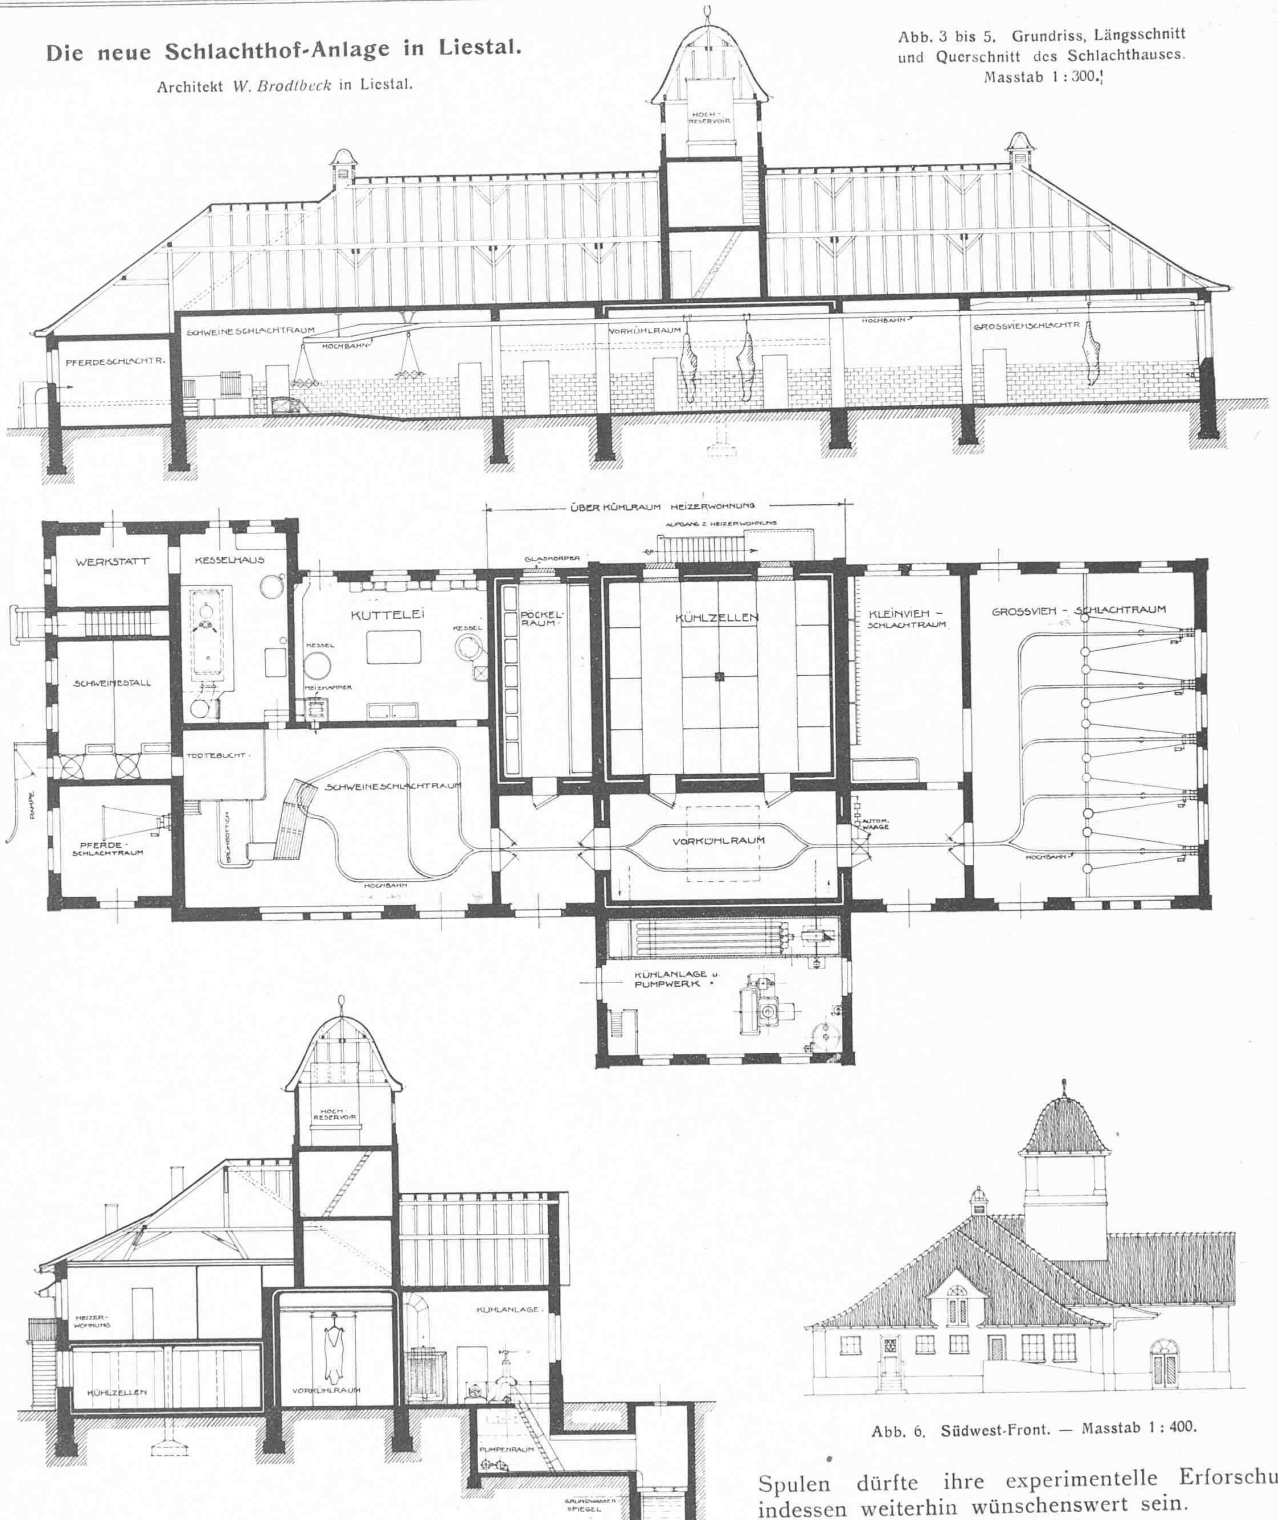 Die neue Schlachthof-Anlage in Liestal.
Architekt W. Brodtbeck in Liestal.
Abb. 3 bis 5. Grundriss, Längsschnitt
und Querschnitt des Schlachthauses.
Masstab 1 : 300.
HOCH-
RESERVOIR
SCHWEINESCHLACHTRAUM
HOCHBAHN
VORKÜHLRAUM
HOCHBAHN
GROSSVIEHSCHLACHTR
PFERDESCHLACHTR.
ÜBER KÜHLRAUM HEIZERWOHNUNG
AUFGANG Z. HEIZERWOHNUNG
GLASKÖRPER
WERKSTATT
KESSELHAUS
KUTTELEI
KESSEL
KESSEL
HEIZKAMMER
PÖCKEL-
RAUM
KÜHLZELLEN
KLEINVIEH -
SCHLACHTRAUM
GROSSVIEH - SCHLACHTRAUM
SCHWEINESTALL
TODTEBUCHT
SCHWEINESCHLACHTRAUM
RAMPE
PFERDE -
SCHLACHTRAUM
BRÜHBOTTICH
HOCHBAHN
VORKÜHLRAUM
AUTOM.
WAAGE
HOCHBAHN
KÜHLANLAGE u.
PUMPWERK
HOCH
RESERVOIR
HEIZER-
WOHNUNG
KÜHLANLAGE
KÜHLZELLEN
VORKÜHLRAUM
PUMPENRAUM
GRUNDWASSER
SPIEGEL
Abb. 6. Südwest-Front. — Masstab 1 : 400.
Spulen dürfte ihre experimentelle Erforschu
indessen weiterhin wünschenswert sein.